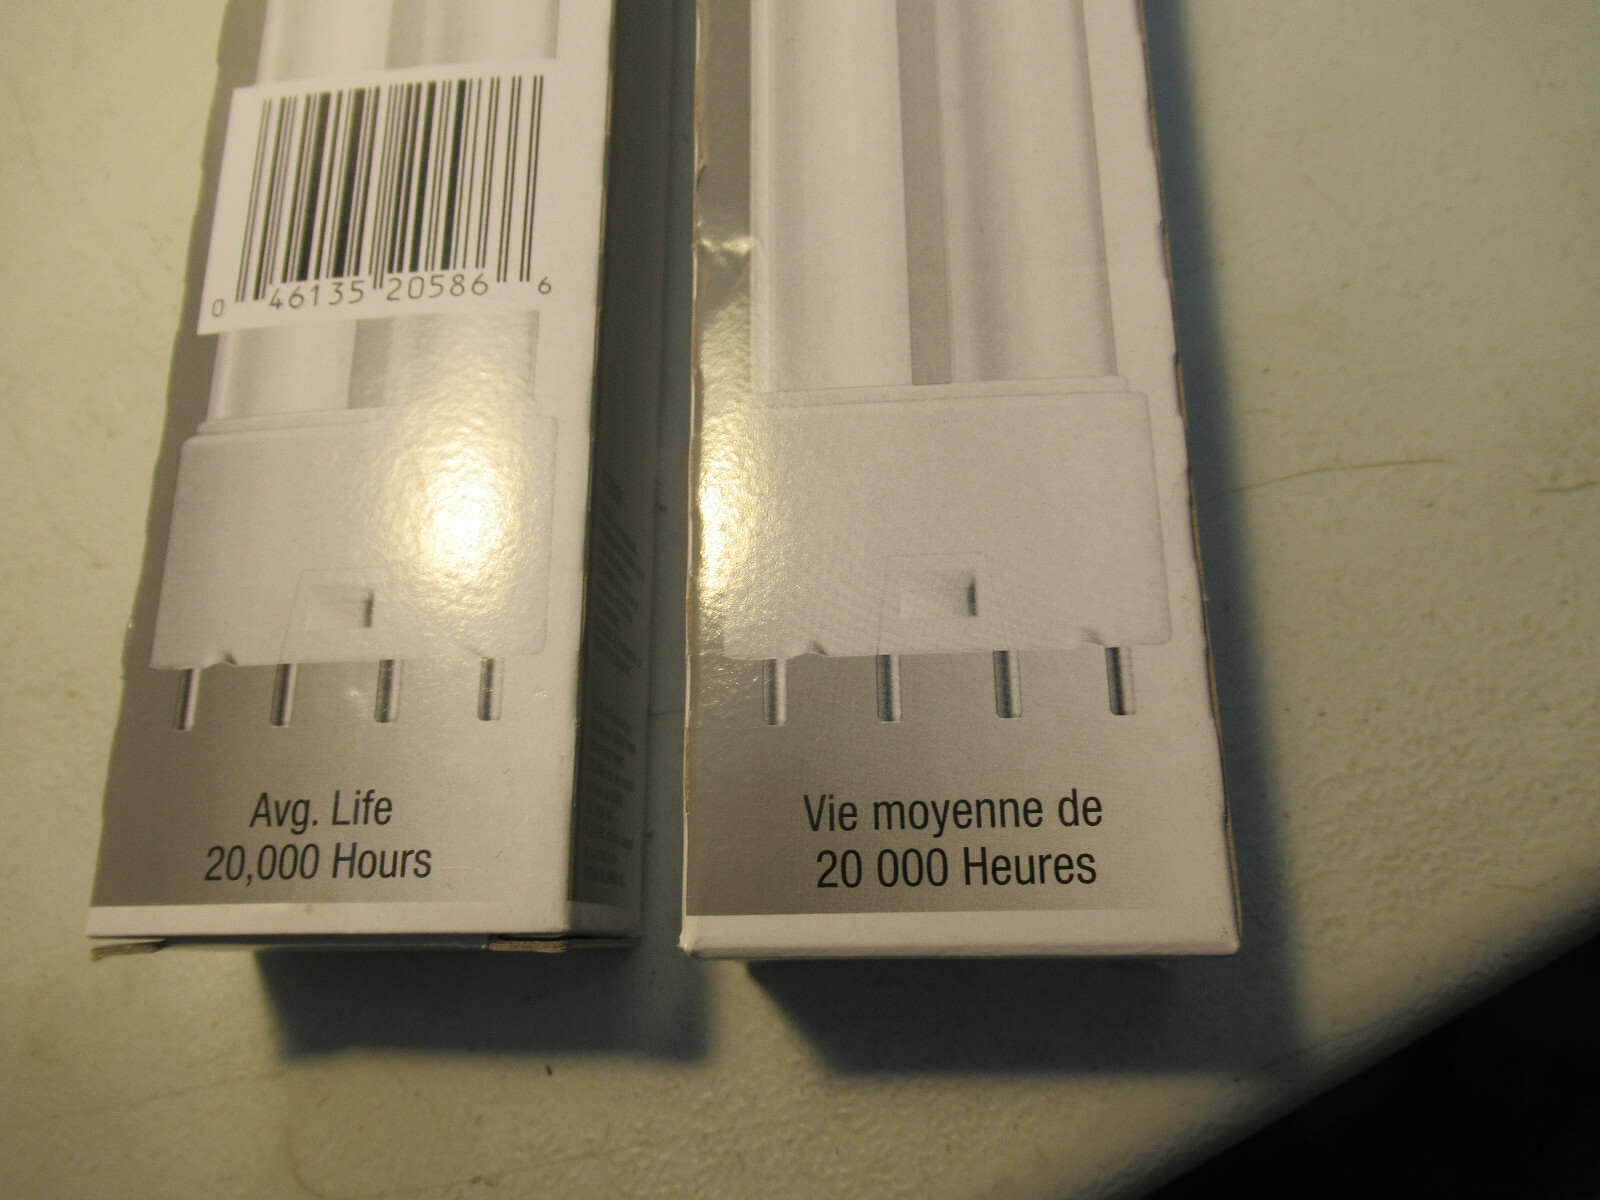 0 46135 20586 6
Avg. Life
20,000 Hours
Vie moyenne de
20 000 Heures